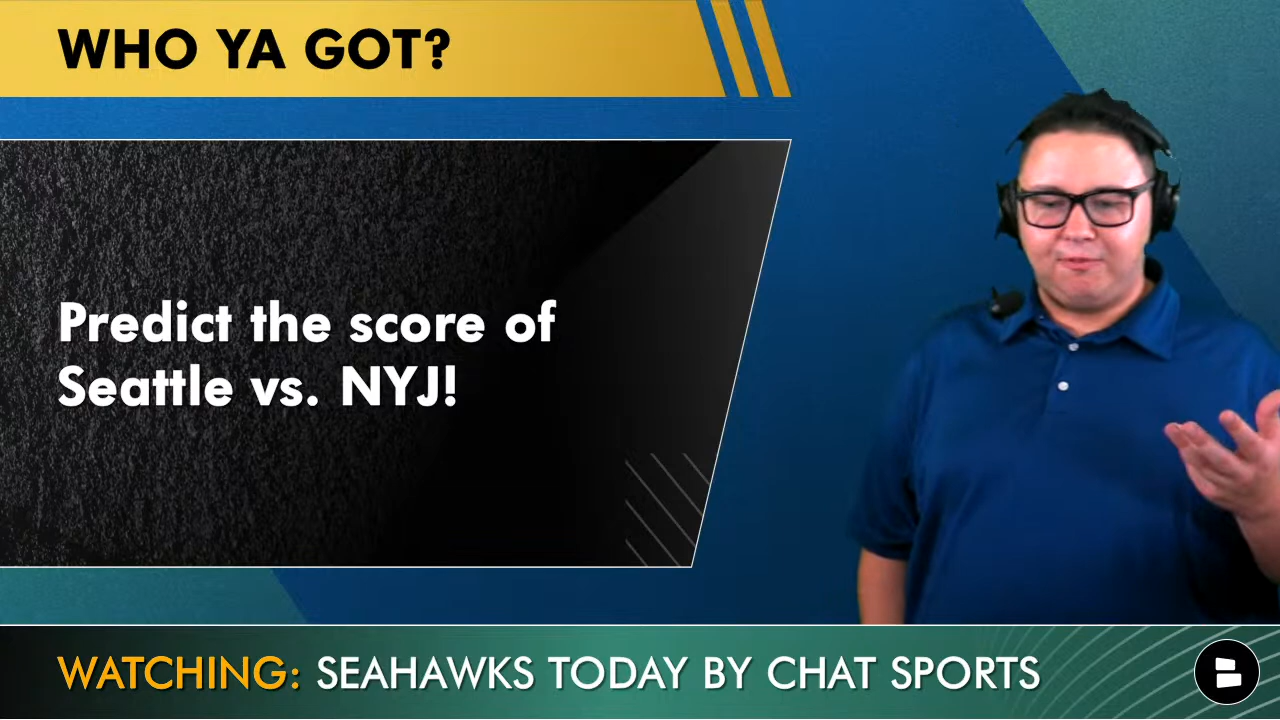 WHO YA GOT?
Predict the score of
Seattle vs. NYJ!
WATCHING: SEAHAWKS TODAY BY CHAT SPORTS